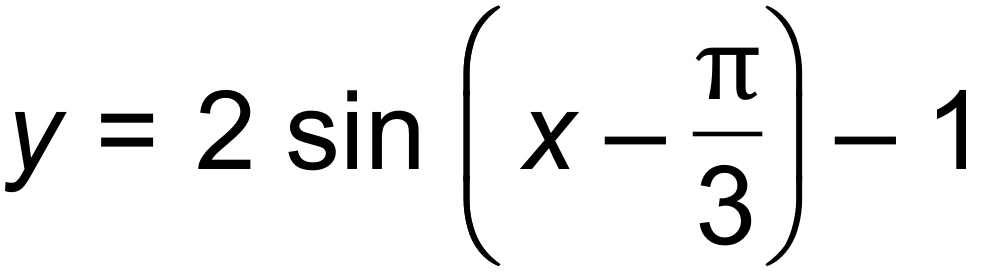 y = 2 sin (x – π/3) – 1